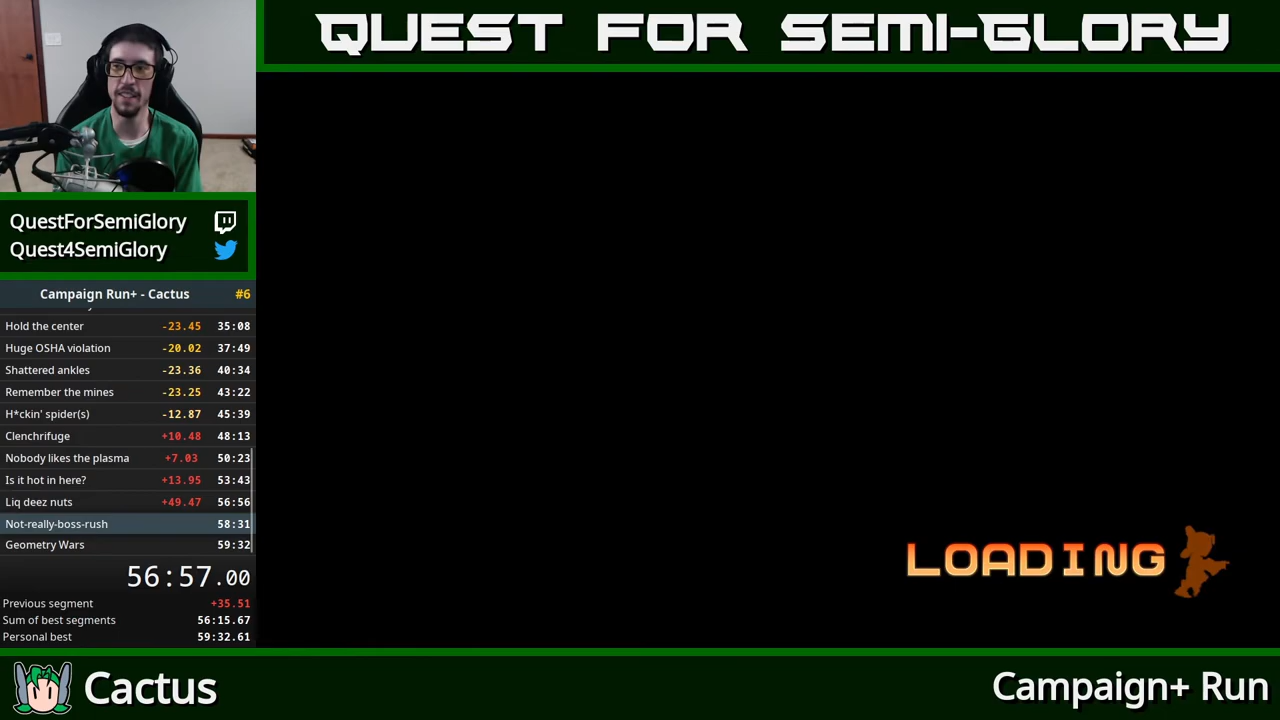 QUEST FOR SEMI-GLORY
QuestForSemiGlory
Quest4SemiGlory
Campaign Run+ - Cactus #6
Hold the center -23.45 35:08
Huge OSHA violation -20.02 37:49
Shattered ankles -23.36 40:34
Remember the mines -23.25 43:22
H*ckin' spider(s) -12.87 45:39
Clenchrifuge +10.48 48:13
Nobody likes the plasma +7.03 50:23
Is it hot in here? +13.95 53:43
Liq deez nuts +49.47 56:56
Not-really-boss-rush 58:31
Geometry Wars 59:32
56:57.00
Previous segment +35.51
Sum of best segments 56:15.67
Personal best 59:32.61
LOADING
Cactus
Campaign+ Run